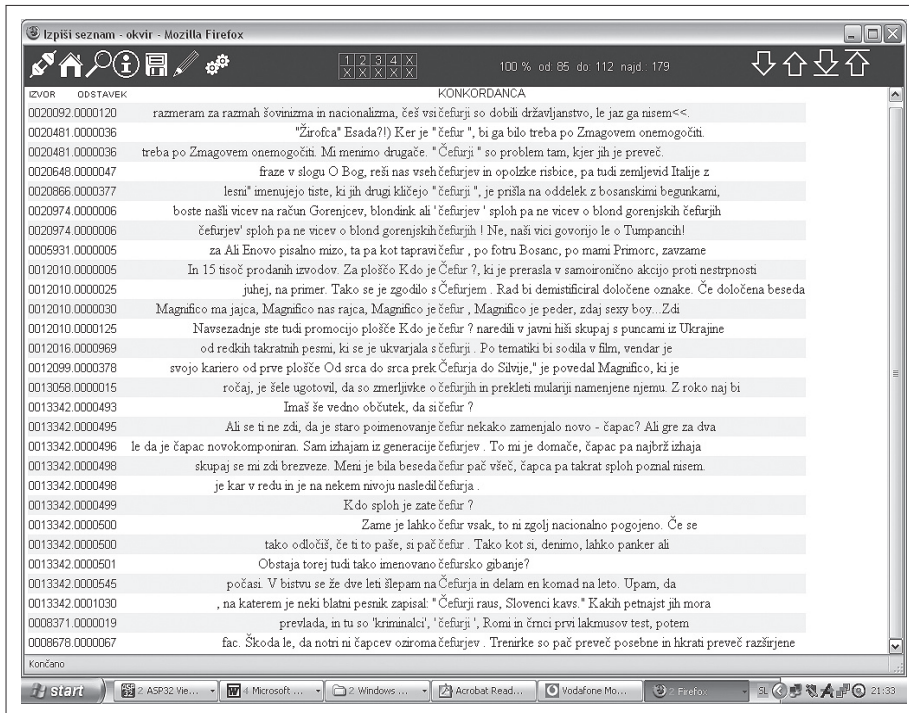 Izpiši seznam - okvir - Mozilla Firefox
1 2 3 4 X
X X X X X
100 % od: 85 do: 112 najd.: 179
IZVOR ODSTAVEK KONKORDANCA
0020092.0000120 razmeram za razmah šovinizma in nacionalizma, češ vsi čefurji so dobili državljanstvo, le jaz ga nisem<<.
0020481.0000036 "Žirofca" Esada?!) Ker je "čefur ", bi ga bilo treba po Zmagovem onemogočiti.
0020481.0000036 treba po Zmagovem onemogočiti. Mi menimo drugače. "Čefurji " so problem tam, kjer jih je preveč.
0020648.0000047 fraze v slogu O Bog, reši nas vseh čefurjev in opolzke risbice, pa tudi zemljevid Italije z
0020866.0000377 lesni" imenujejo tiste, ki jih drugi kličejo "čefurji ", je prišla na oddelek z bosanskimi begunkami,
0020974.0000006 boste našli vicev na račun Gorenjcev, blondink ali 'čefurjev ' sploh pa ne vicev o blond gorenjskih čefurjih
0020974.0000006 čefurjev' sploh pa ne vicev o blond gorenjskih čefurjih ! Ne, naši vici govorijo le o Tumpancih!
0005931.0000005 za Ali Enovo pisalno mizo, ta pa kot tapravi čefur , po fotru Bosanc, po mami Primorc, zavzame
0012010.0000005 In 15 tisoč prodanih izvodov. Za ploščo Kdo je Čefur ?, ki je prerasla v samoironično akcijo proti nestrpnosti
0012010.0000025 juhej, na primer. Tako se je zgodilo s Čefurjem . Rad bi demistificiral določene oznake. Če določena beseda
0012010.0000030 Magnifico ma jajca, Magnifico nas rajca, Magnifico je čefur , Magnifico je peder, zdaj sexy boy...Zdi
0012010.0000125 Navsezadnje ste tudi promocijo plošče Kdo je čefur ? naredili v javni hiši skupaj s puncami iz Ukrajine
0012016.0000969 od redkih takratnih pesmi, ki se je ukvarjala s čefurji . Po tematiki bi sodila v film, vendar je
0012099.0000378 svojo kariero od prve plošče Od srca do srca prek Čefurja do Silvije," je povedal Magnifico, ki je
0013058.0000015 ročaj, je šele ugotovil, da so zmerljivke o čefurjih in prekleti mulariji namenjene njemu. Z roko naj bi
0013342.0000493 Imaš še vedno občutek, da si čefur ?
0013342.0000495 Ali se ti ne zdi, da je staro poimenovanje čefur nekako zamenjalo novo - čapac? Ali gre za dva
0013342.0000496 le da je čapac novokomponiran. Sam izhajam iz generacije čefurjev . To mi je domače, čapac pa najbrž izhaja
0013342.0000498 skupaj se mi zdi brezveze. Meni je bila beseda čefur pač všeč, čapca pa takrat sploh poznal nisem.
0013342.0000498 je kar v redu in je na nekem nivoju nasledil čefurja .
0013342.0000499 Kdo sploh je zate čefur ?
0013342.0000500 Zame je lahko čefur vsak, to ni zgolj nacionalno pogojeno. Če se
0013342.0000500 tako odločiš, če ti to paše, si pač čefur . Tako kot si, denimo, lahko panker ali
0013342.0000501 Obstaja torej tudi tako imenovano čefursko gibanje?
0013342.0000545 počasi. V bistvu se že dve leti šlepam na Čefurja in delam en komad na leto. Upam, da
0013342.0001030 , na katerem je neki blatni pesnik zapisal: "Čefurji raus, Slovenci kavs." Kakih petnajst jih mora
0008371.0000019 prevlada, in tu so 'kriminalci', 'čefurji ', Romi in črnci prvi lakmusov test, potem
0008678.0000067 fac. Škoda le, da notri ni čapcev oziroma čefurjev . Trenirke so pač preveč posebne in hkrati preveč razširjene
Končano
start 2 ASP32 Vie... 4 Microsoft ... 2 Windows ... Acrobat Read... Vodafone Mo... 2 Firefox SL 21:33